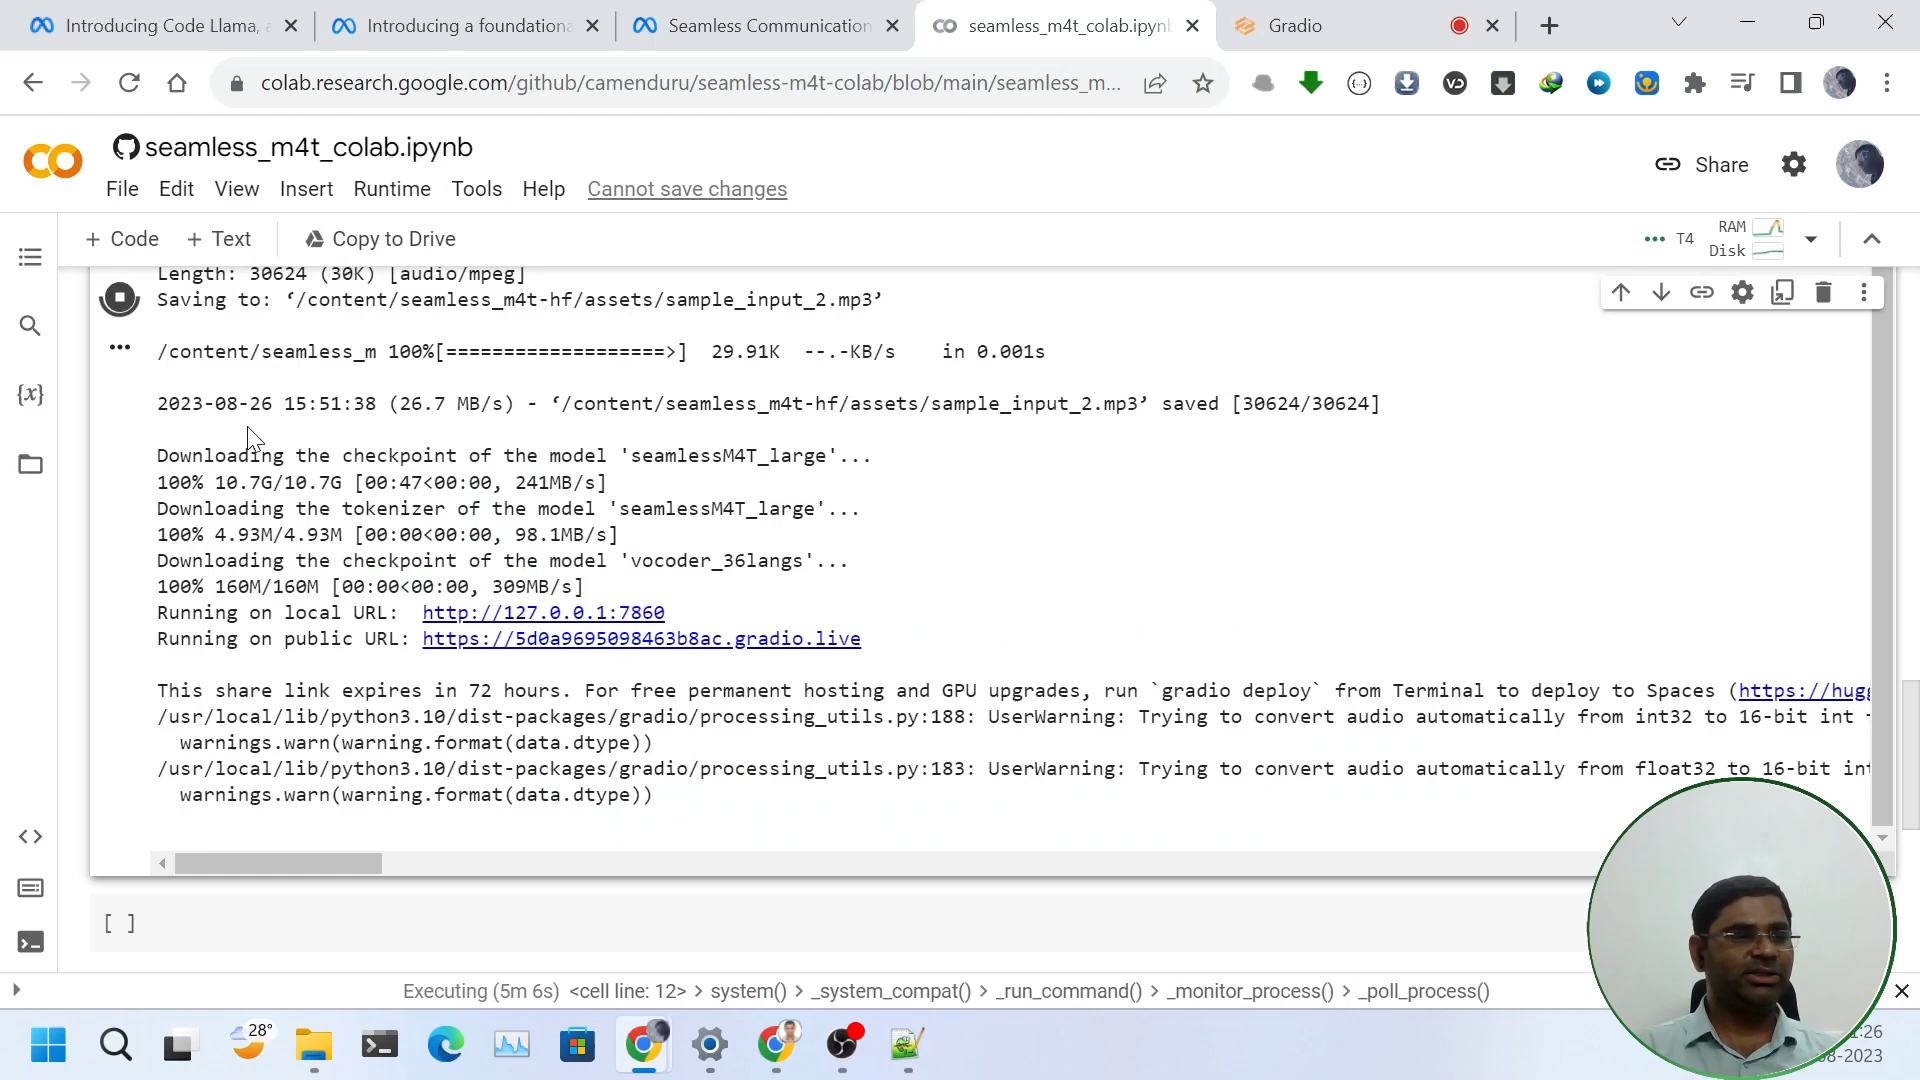 Introducing Code Llama, a
Introducing a foundationa
Seamless Communication
seamless_m4t_colab.ipynb
Gradio
colab.research.google.com/github/camenduru/seamless-m4t-colab/blob/main/seamless_m...
seamless_m4t_colab.ipynb
Share
File Edit View Insert Runtime Tools Help Cannot save changes
+ Code + Text Copy to Drive
T4 RAM
Disk
Length: 30624 (30K) [audio/mpeg]
Saving to: ‘/content/seamless_m4t-hf/assets/sample_input_2.mp3’
/content/seamless_m 100%[===================>] 29.91K --.-KB/s in 0.001s
2023-08-26 15:51:38 (26.7 MB/s) - ‘/content/seamless_m4t-hf/assets/sample_input_2.mp3’ saved [30624/30624]
Downloading the checkpoint of the model 'seamlessM4T_large'...
100% 10.7G/10.7G [00:47<00:00, 241MB/s]
Downloading the tokenizer of the model 'seamlessM4T_large'...
100% 4.93M/4.93M [00:00<00:00, 98.1MB/s]
Downloading the checkpoint of the model 'vocoder_36langs'...
100% 160M/160M [00:00<00:00, 309MB/s]
Running on local URL: http://127.0.0.1:7860
Running on public URL: https://5d0a9695098463b8ac.gradio.live
This share link expires in 72 hours. For free permanent hosting and GPU upgrades, run `gradio deploy` from Terminal to deploy to Spaces (https://hugg
/usr/local/lib/python3.10/dist-packages/gradio/processing_utils.py:188: UserWarning: Trying to convert audio automatically from int32 to 16-bit int
warnings.warn(warning.format(data.dtype))
/usr/local/lib/python3.10/dist-packages/gradio/processing_utils.py:183: UserWarning: Trying to convert audio automatically from float32 to 16-bit int
warnings.warn(warning.format(data.dtype))
[ ]
Executing (5m 6s) <cell line: 12> > system() > _system_compat() > _run_command() > _monitor_process() > _poll_process()
28°
:26
-2023